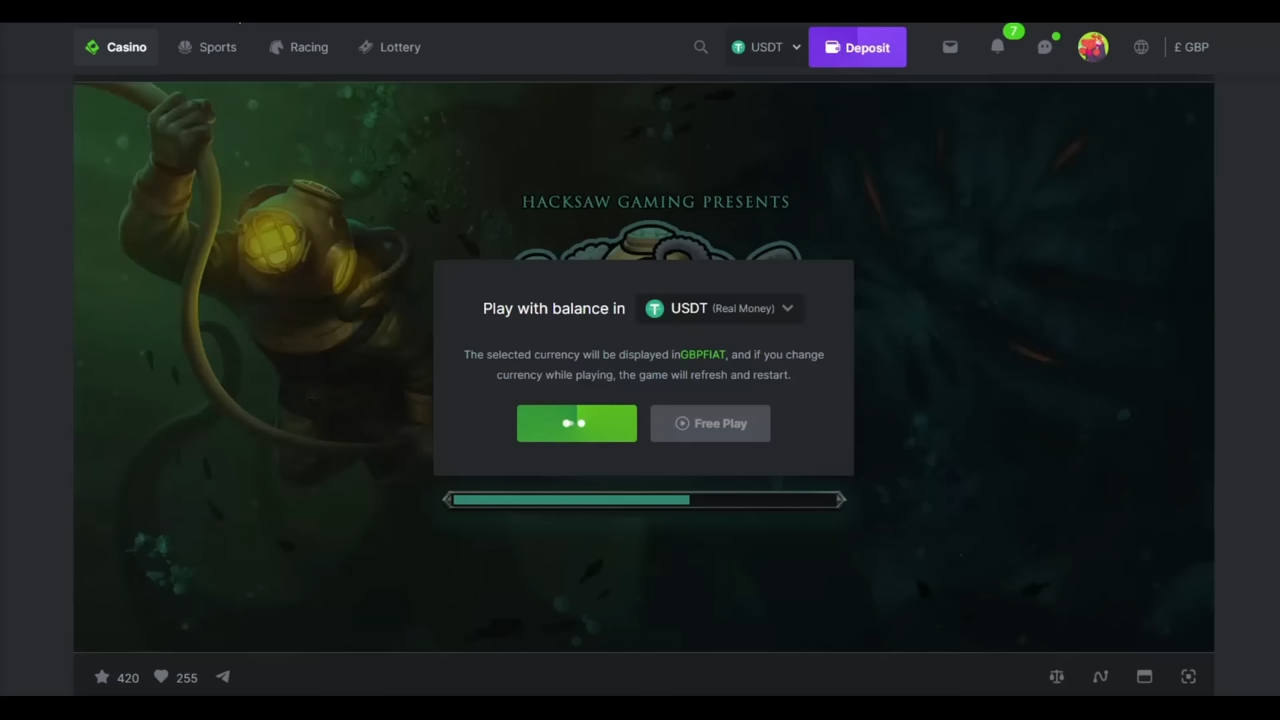 Casino
Sports
Racing
Lottery
USDT
Deposit
7
£ GBP
HACKSAW GAMING PRESENTS
Play with balance in USDT (Real Money)
The selected currency will be displayed inGBPFIAT, and if you change
currency while playing, the game will refresh and restart.
Free Play
420
255